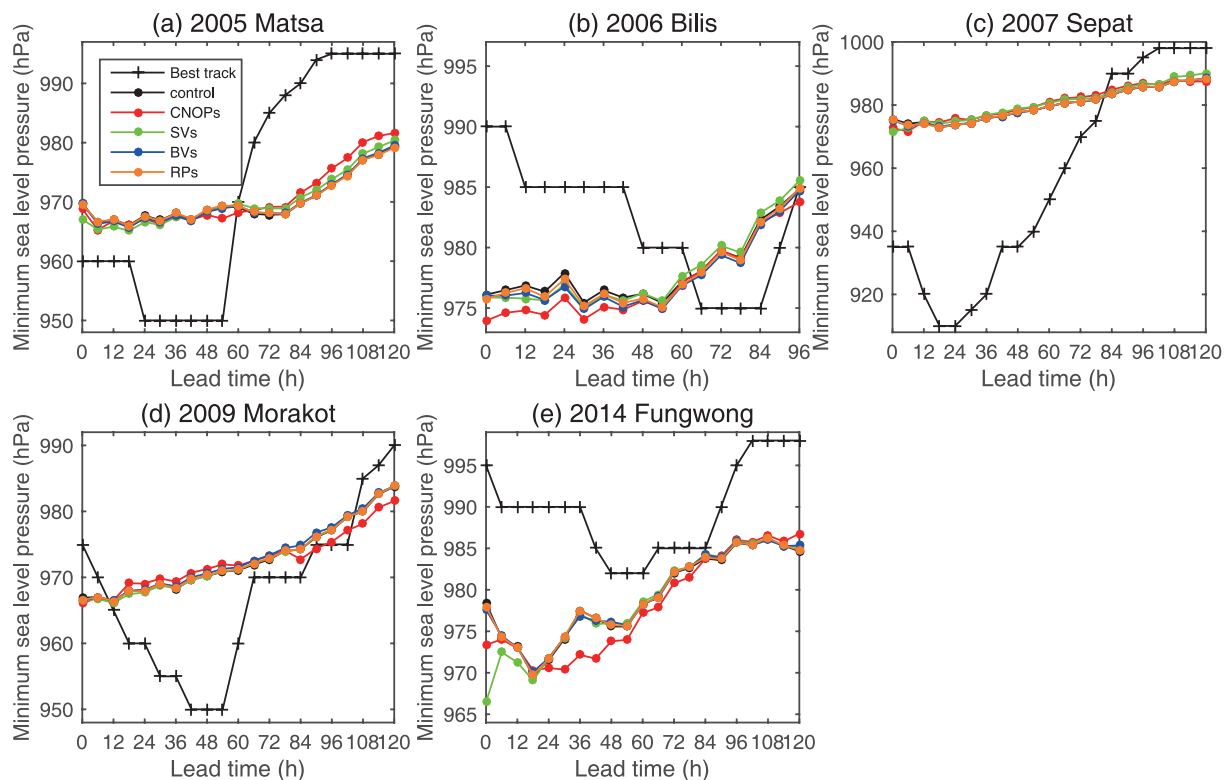 (a) 2005 Matsa
Minimum sea level pressure (hPa)
990
980
970
960
950
Best track
control
CNOPs
SVs
BVs
RPs
0 12 24 36 48 60 72 84 96 108 120
Lead time (h)
(b) 2006 Bilis
Minimum sea level pressure (hPa)
995
990
985
980
975
0 12 24 36 48 60 72 84 96
Lead time (h)
(c) 2007 Sepat
Minimum sea level pressure (hPa)
1000
980
960
940
920
0 12 24 36 48 60 72 84 96 108 120
Lead time (h)
(d) 2009 Morakot
Minimum sea level pressure (hPa)
990
980
970
960
950
0 12 24 36 48 60 72 84 96 108 120
Lead time (h)
(e) 2014 Fungwong
Minimum sea level pressure (hPa)
995
990
985
980
975
970
965
0 12 24 36 48 60 72 84 96 108 120
Lead time (h)